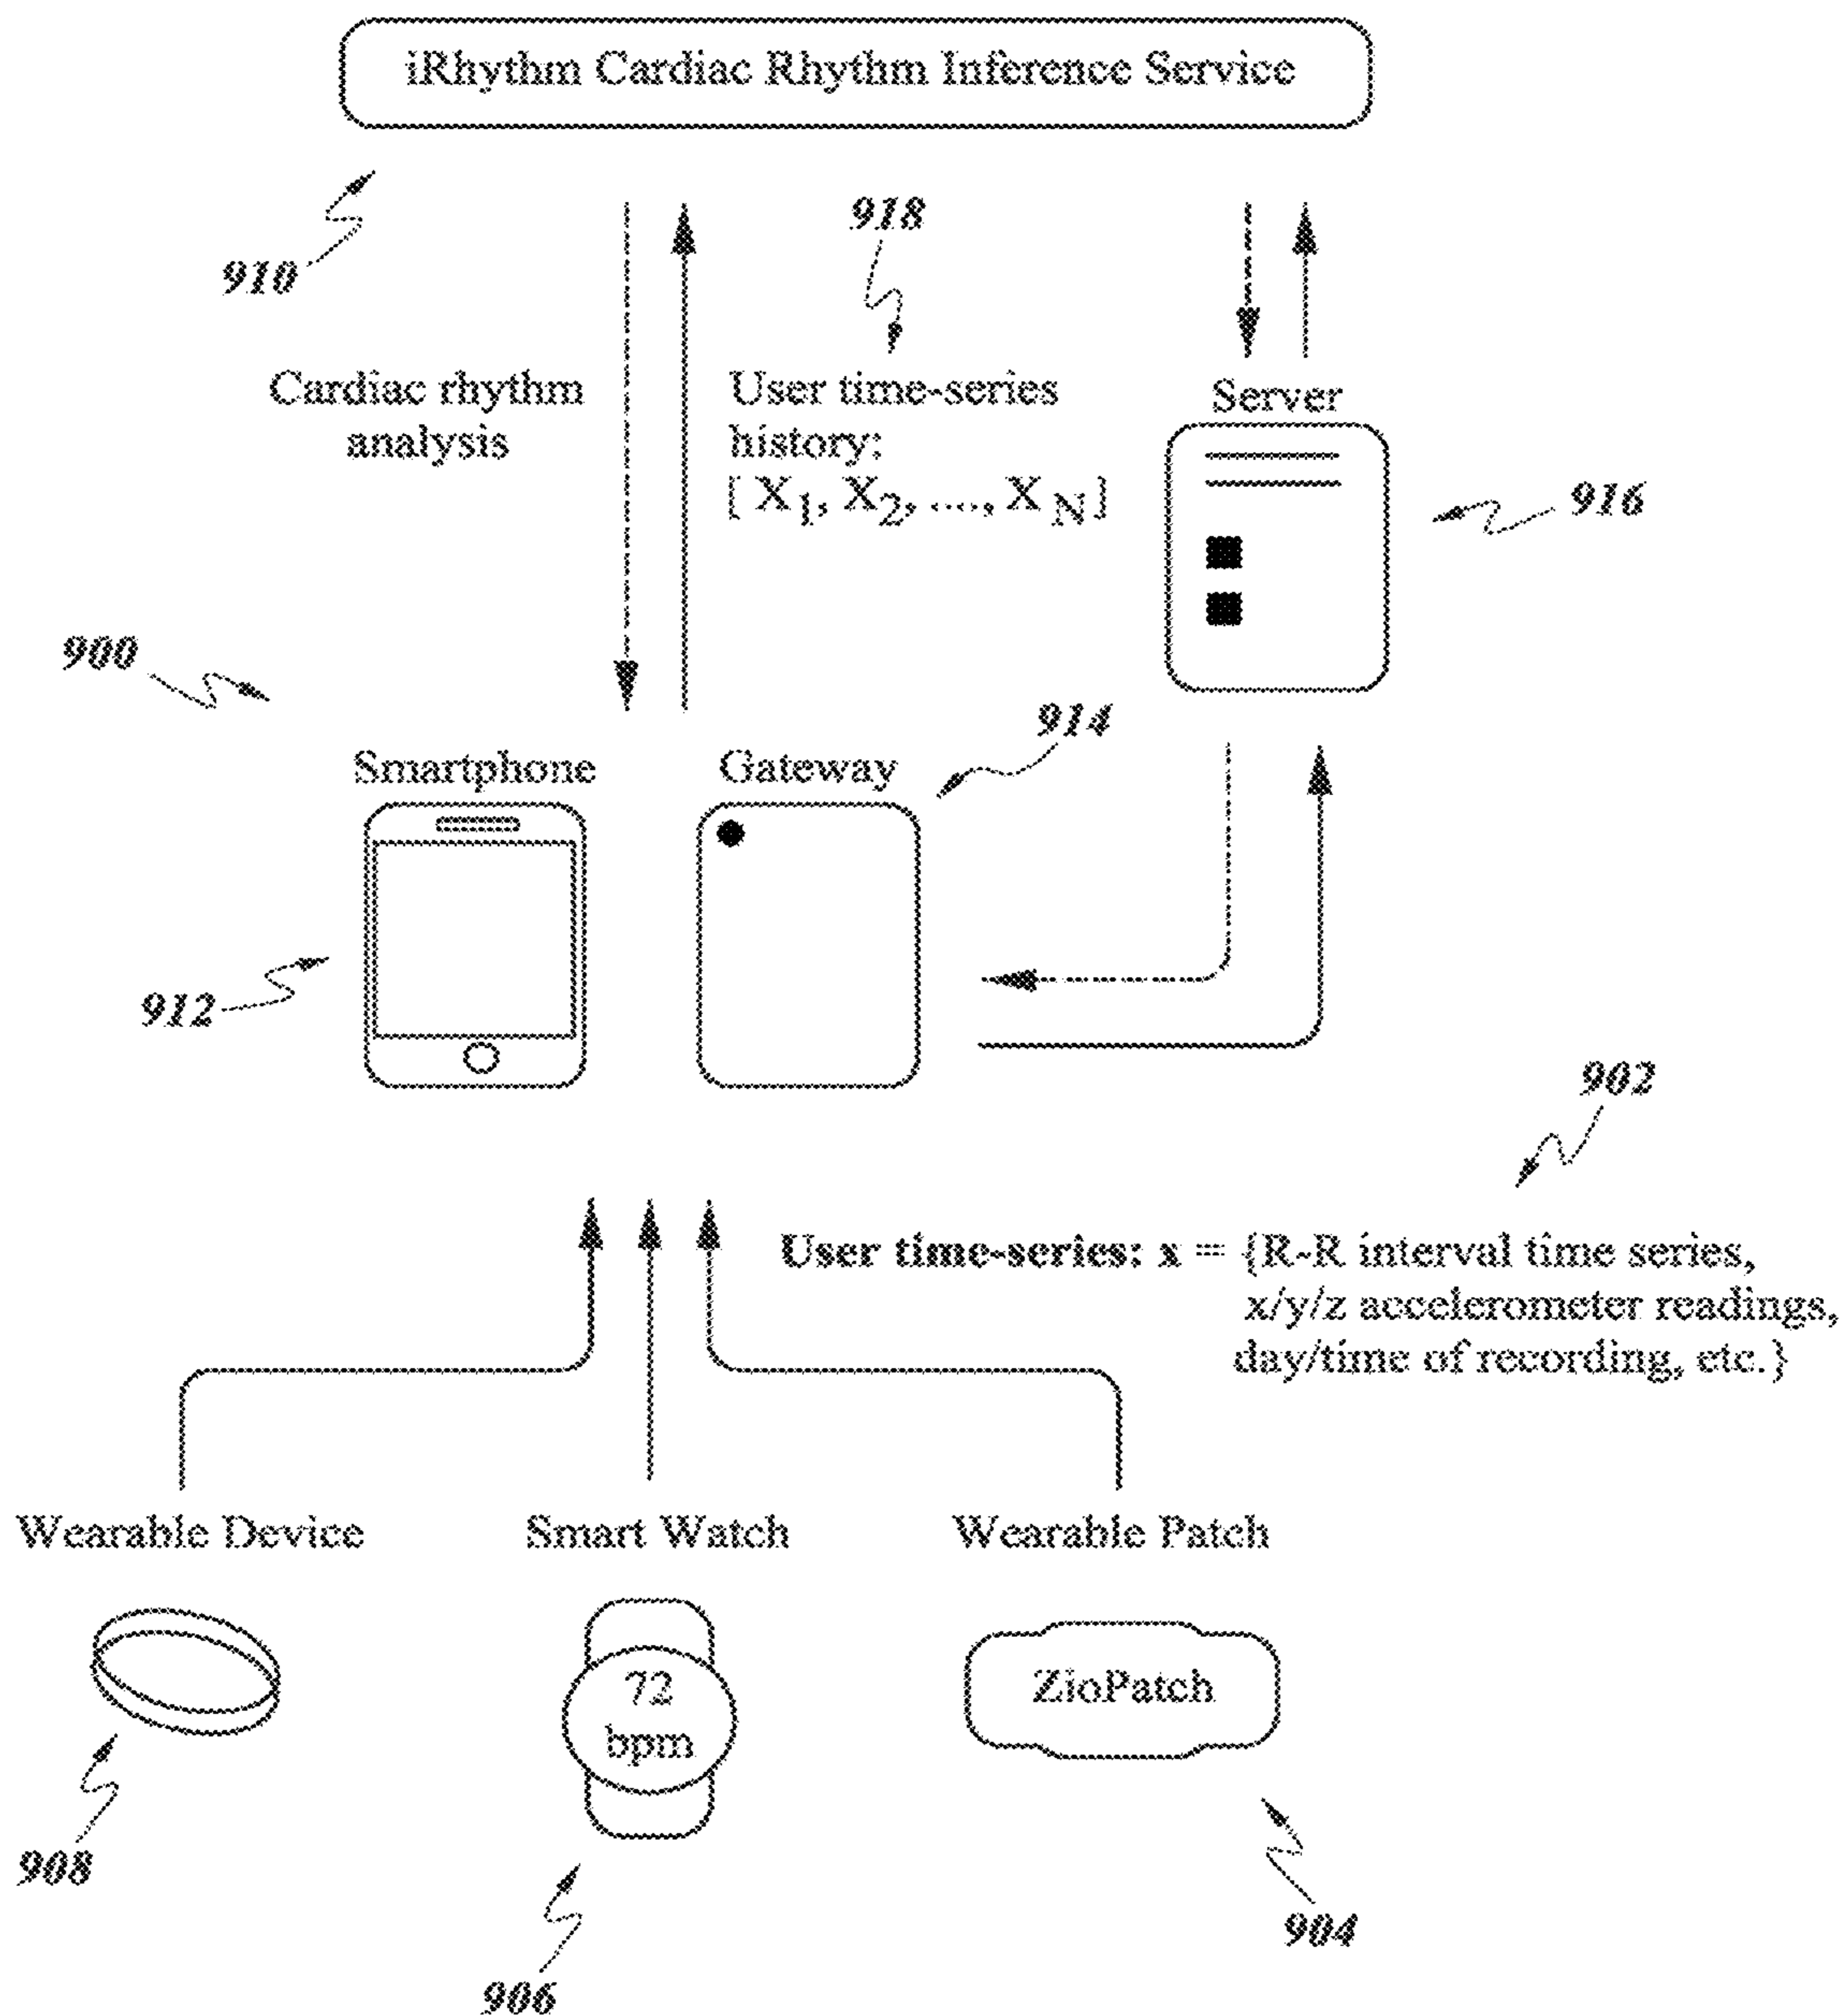 iRhythm Cardiac Rhythm Inference Service
910
918
Cardiac rhythm
analysis
User time-series
history:
[ X1, X2, ..., X N ]
Server
916
900
914
Smartphone
Gateway
912
902
User time-series: x = {R-R interval time series,
x/y/z accelerometer readings,
day/time of recording, etc.}
Wearable Device
Smart Watch
Wearable Patch
72
bpm
ZioPatch
908
906
904